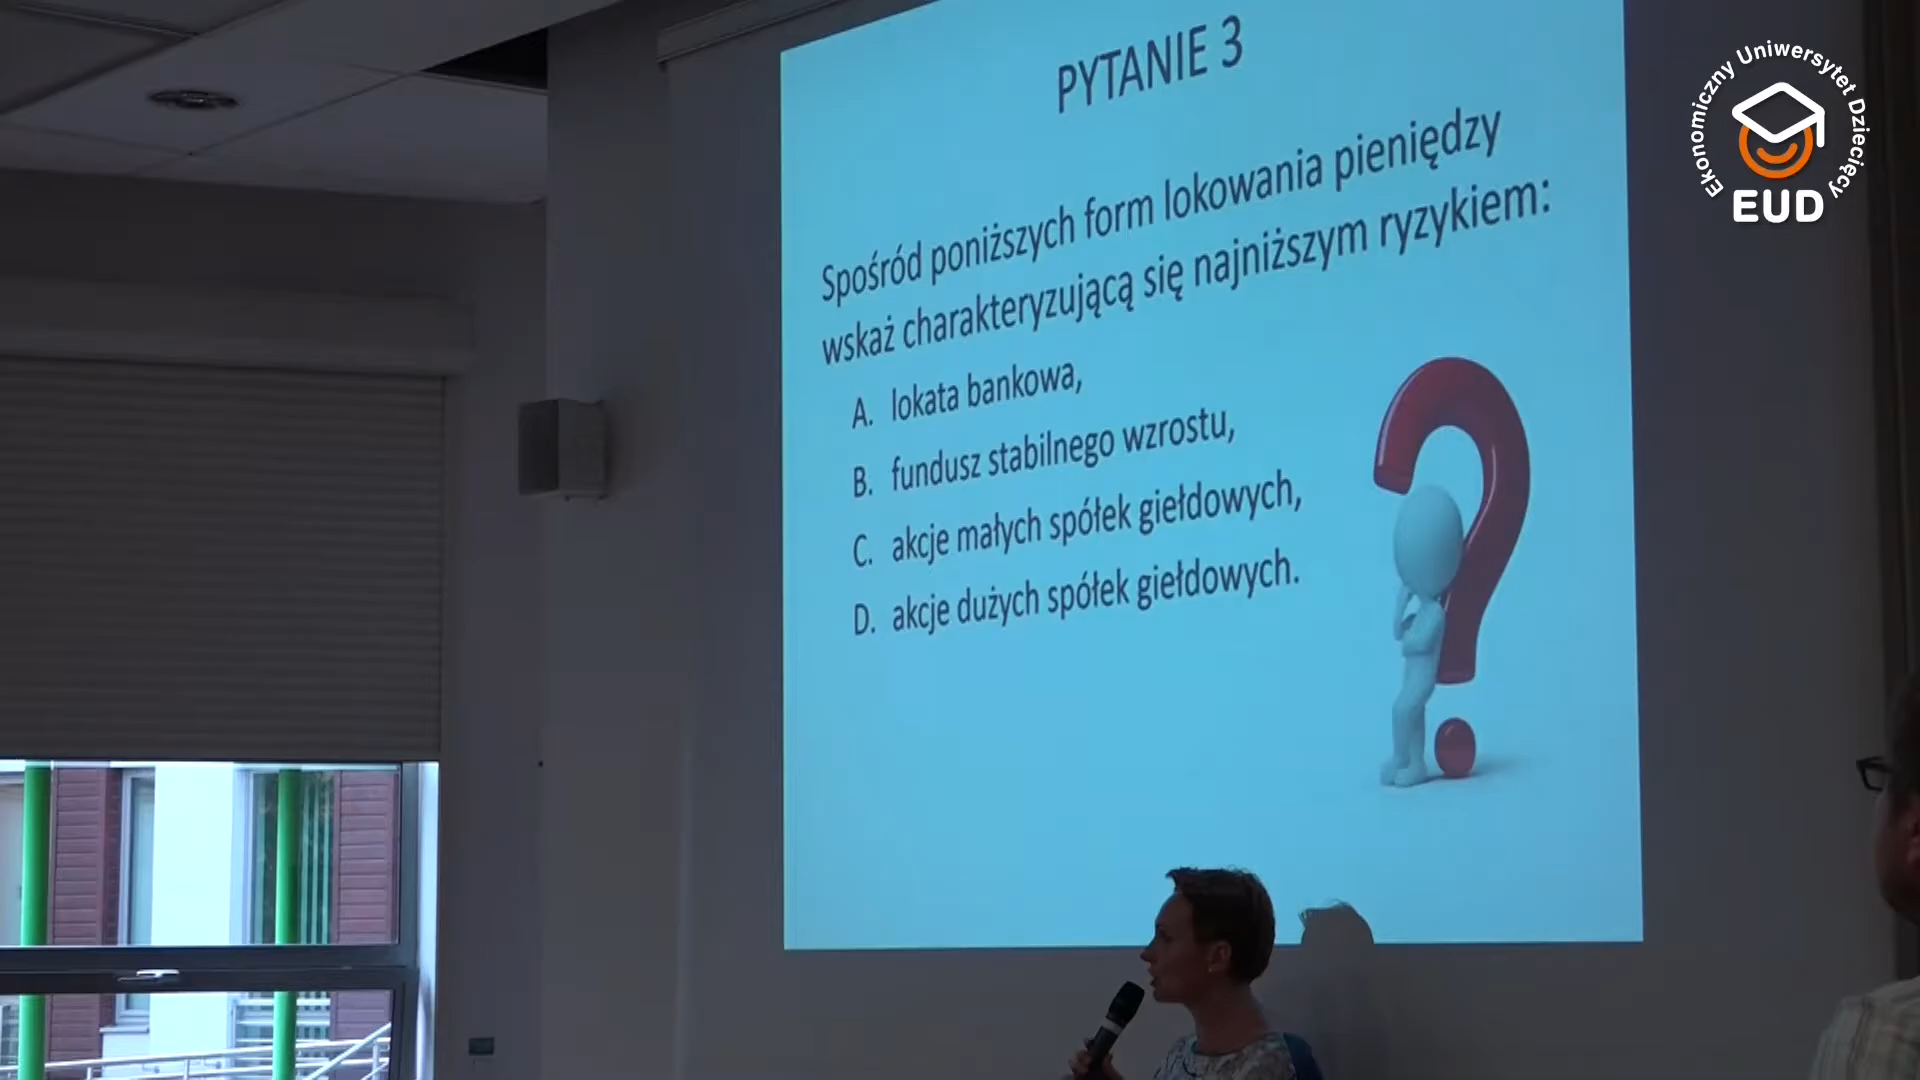 PYTANIE 3
Spośród poniższych form lokowania pieniędzy
wskaż charakteryzującą się najniższym ryzykiem:
A. lokata bankowa,
B. fundusz stabilnego wzrostu,
C. akcje małych spółek giełdowych,
D. akcje dużych spółek giełdowych.
Ekonomiczny Uniwersytet Dziecięcy
EUD